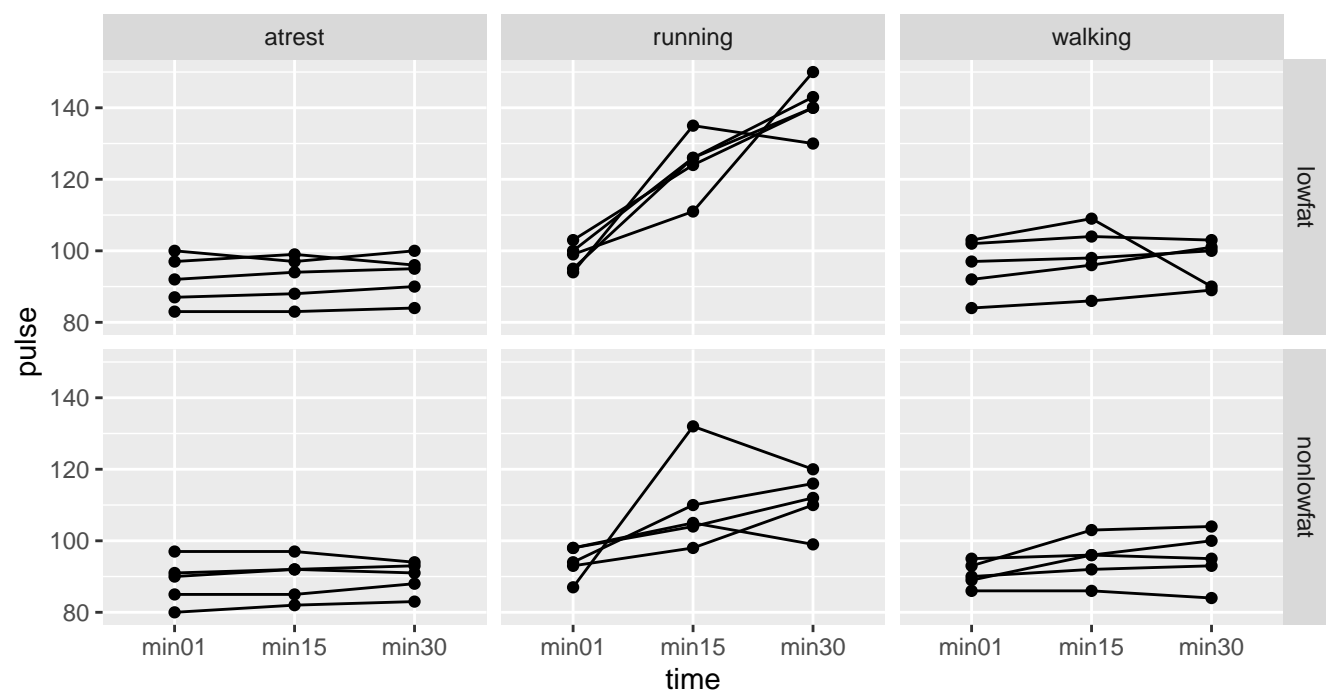 atrest running walking
140
120
100
80
lowfat
pulse
140
120
100
80
nonlowfat
min01 min15 min30 min01 min15 min30 min01 min15 min30
time